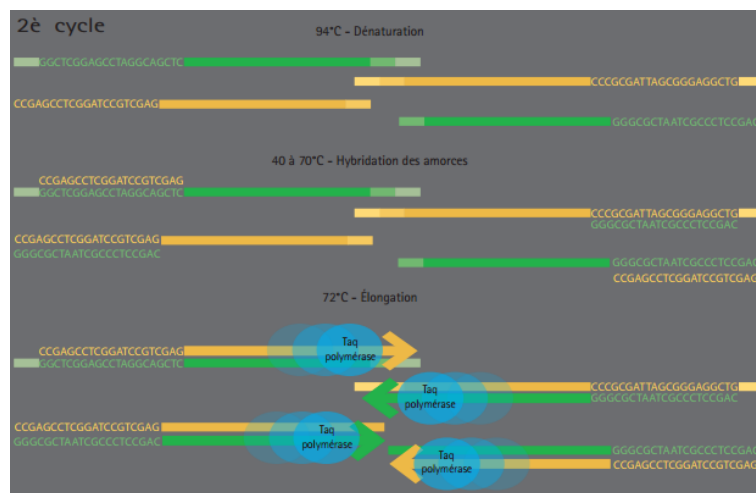 2è cycle
94°C - Dénaturation
GGCTCGGAGCCTAGGCAGCTC
CCCGCGATTAGCGGGAGGCTG
CCGAGCCTCGGATCCGTCGAG
GGGCGCTAATCGCCCTCCGAC
40 à 70°C - Hybridation des amorces
CCGAGCCTCGGATCCGTCGAG
GGCTCGGAGCCTAGGCAGCTC
CCCGCGATTAGCGGGAGGCTG
GGGCGCTAATCGCCCTCCGAC
CCGAGCCTCGGATCCGTCGAG
GGGCGCTAATCGCCCTCCGAC
GGGCGCTAATCGCCCTCCGAC
CCGAGCCTCGGATCCGTCGAG
72°C - Élongation
CCGAGCCTCGGATCCGTCGAG
GGCTCGGAGCCTAGGCAGCTC
Taq
polymérase
CCCGCGATTAGCGGGAGGCTG
GGGCGCTAATCGCCCTCCGAC
Taq
polymérase
CCGAGCCTCGGATCCGTCGAG
GGGCGCTAATCGCCCTCCGAC
Taq
polymérase
GGGCGCTAATCGCCCTCCGAC
CCGAGCCTCGGATCCGTCGAG
Taq
polymérase